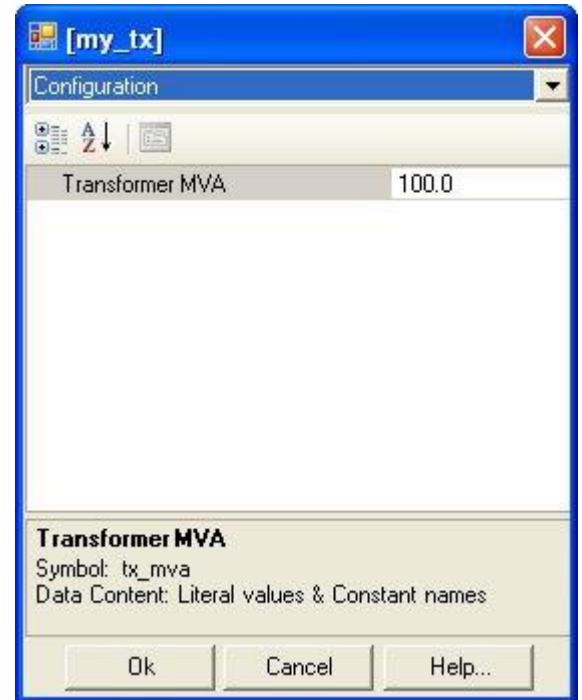 [my_tx]
Configuration
A
Z
Transformer MVA 100.0
Transformer MVA
Symbol: tx_mva
Data Content: Literal values & Constant names
Ok Cancel Help...